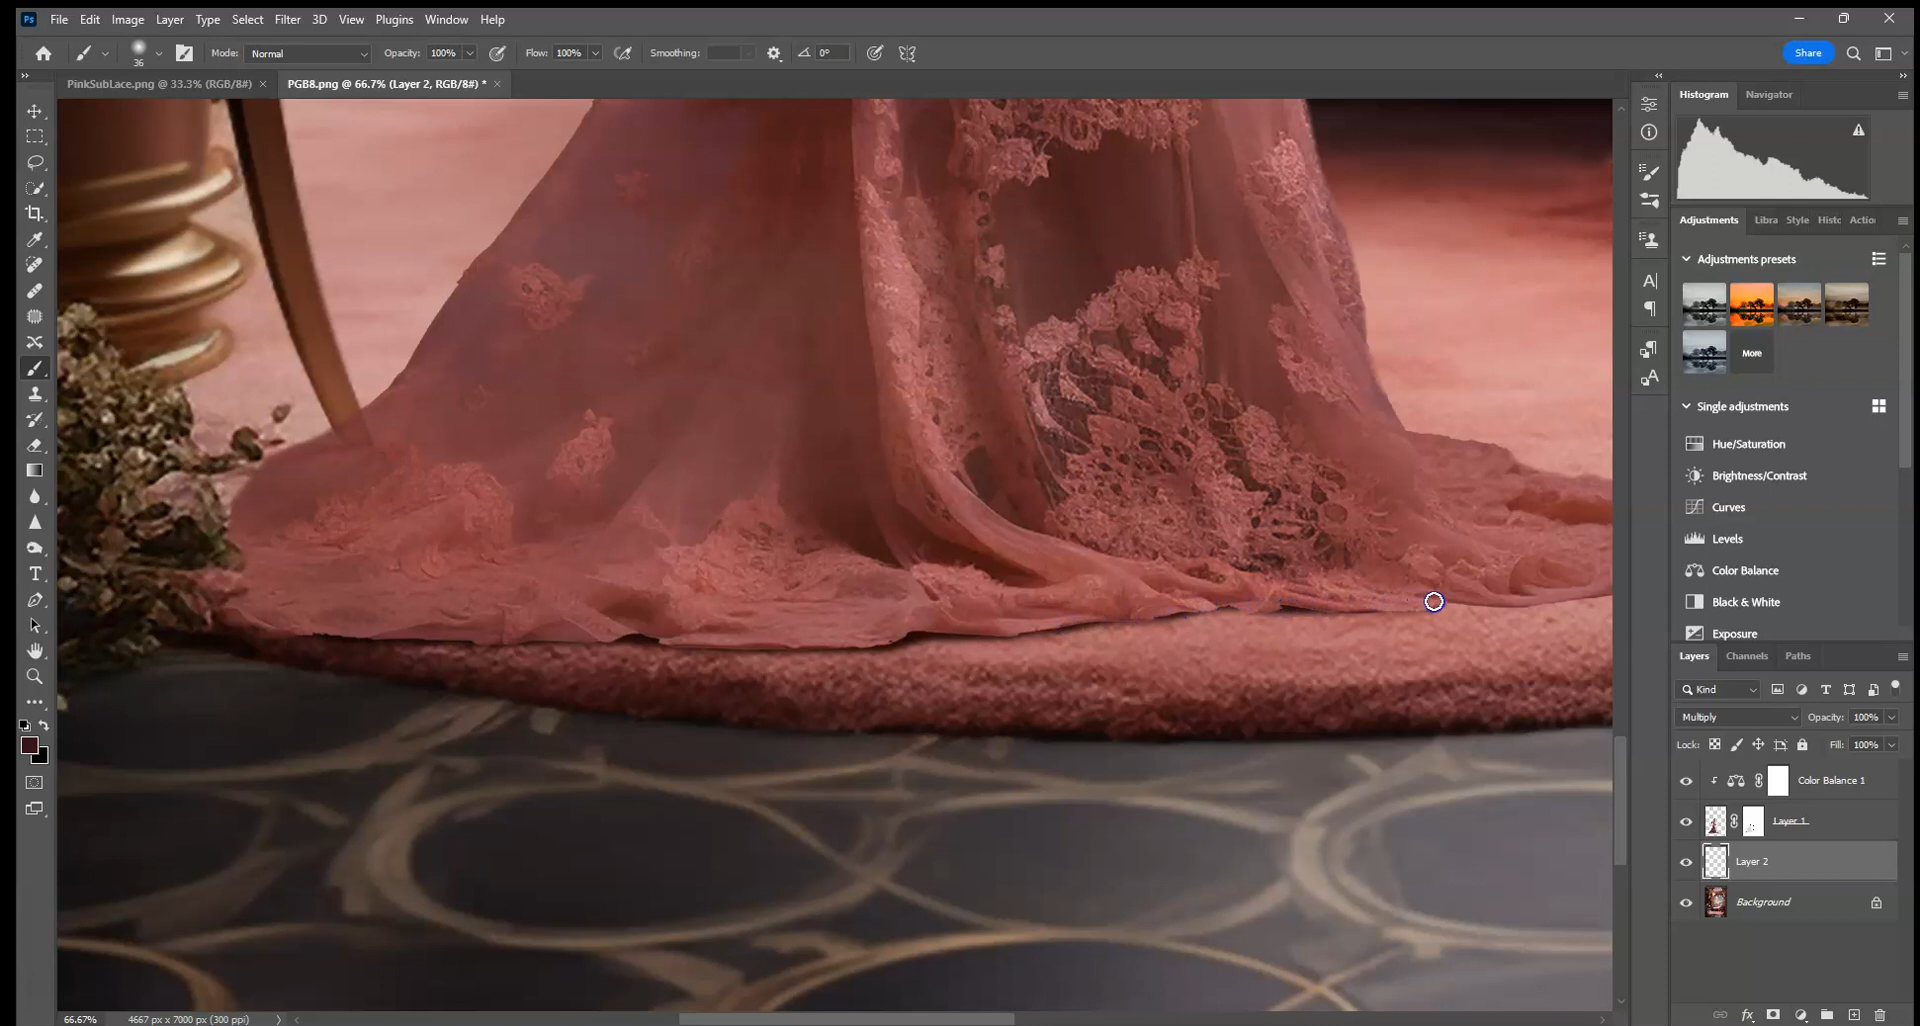 Ps File Edit Image Layer Type Select Filter 3D View Plugins Window Help
36 Mode: Normal Opacity: 100% Flow: 100% Smoothing: 0° Share
PinkSubLace.png @ 33.3% (RGB/8#) PGB8.png @ 66.7% (Layer 2, RGB/8#) *
Histogram Navigator
Adjustments Libra Style Histc Actio
Adjustments presets
More
Single adjustments
Hue/Saturation
Brightness/Contrast
Curves
Levels
Color Balance
Black & White
Exposure
Layers Channels Paths
Kind
Multiply Opacity: 100%
Lock: Fill: 100%
Color Balance 1
Layer 1
Layer 2
Background
66.67% 4667 px x 7000 px (300 ppi)